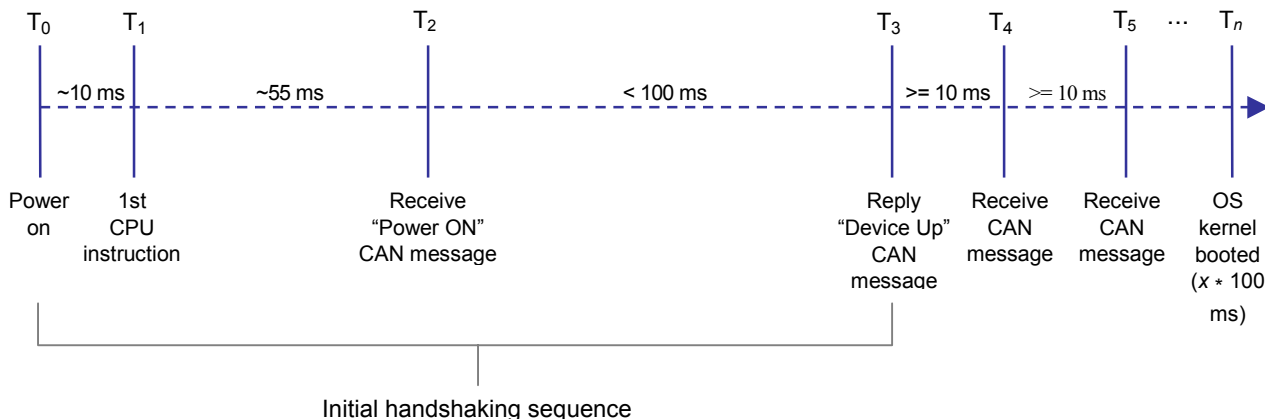 T0 T1 T2 T3 T4 T5 ... Tn
~10 ms ~55 ms < 100 ms >= 10 ms >= 10 ms
Power
on
1st
CPU
instruction
Receive
“Power ON”
CAN message
Reply
“Device Up”
CAN
message
Receive
CAN
message
Receive
CAN
message
OS
kernel
booted
(x * 100
ms)
Initial handshaking sequence